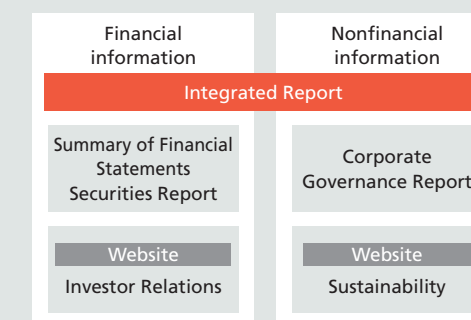 Financial
information
Nonfinancial
information
Integrated Report
Summary of Financial
Statements
Securities Report
Corporate
Governance Report
Website
Investor Relations
Website
Sustainability